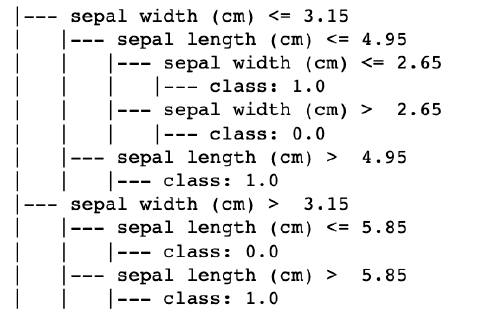 |--- sepal width (cm) <= 3.15
|   |--- sepal length (cm) <= 4.95
|   |   |--- sepal width (cm) <= 2.65
|   |   |   |--- class: 1.0
|   |   |--- sepal width (cm) >  2.65
|   |   |   |--- class: 0.0
|   |--- sepal length (cm) >  4.95
|   |   |--- class: 1.0
|--- sepal width (cm) >  3.15
|   |--- sepal length (cm) <= 5.85
|   |   |--- class: 0.0
|   |--- sepal length (cm) >  5.85
|   |   |--- class: 1.0